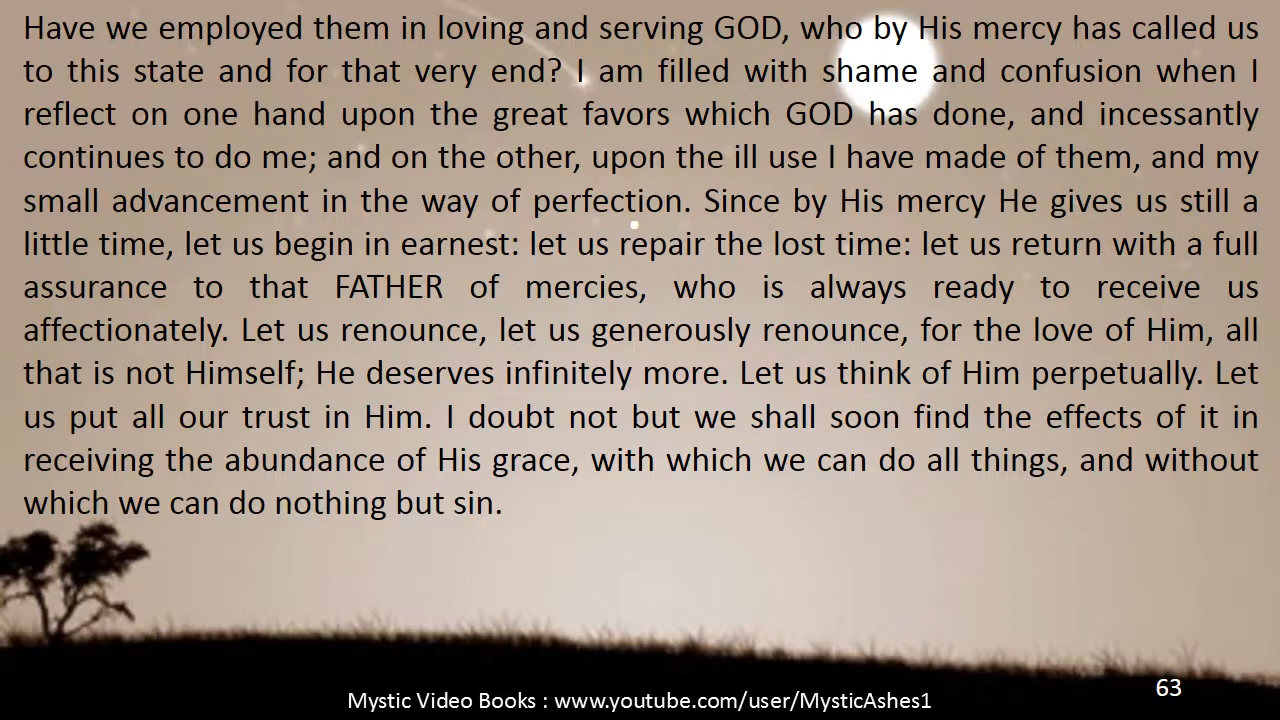 Have we employed them in loving and serving GOD, who by His mercy has called us
to this state and for that very end? I am filled with shame and confusion when I
reflect on one hand upon the great favors which GOD has done, and incessantly
continues to do me; and on the other, upon the ill use I have made of them, and my
small advancement in the way of perfection. Since by His mercy He gives us still a
little time, let us begin in earnest: let us repair the lost time: let us return with a full
assurance to that FATHER of mercies, who is always ready to receive us
affectionately. Let us renounce, let us generously renounce, for the love of Him, all
that is not Himself; He deserves infinitely more. Let us think of Him perpetually. Let
us put all our trust in Him. I doubt not but we shall soon find the effects of it in
receiving the abundance of His grace, with which we can do all things, and without
which we can do nothing but sin.
63
Mystic Video Books : www.youtube.com/user/MysticAshes1